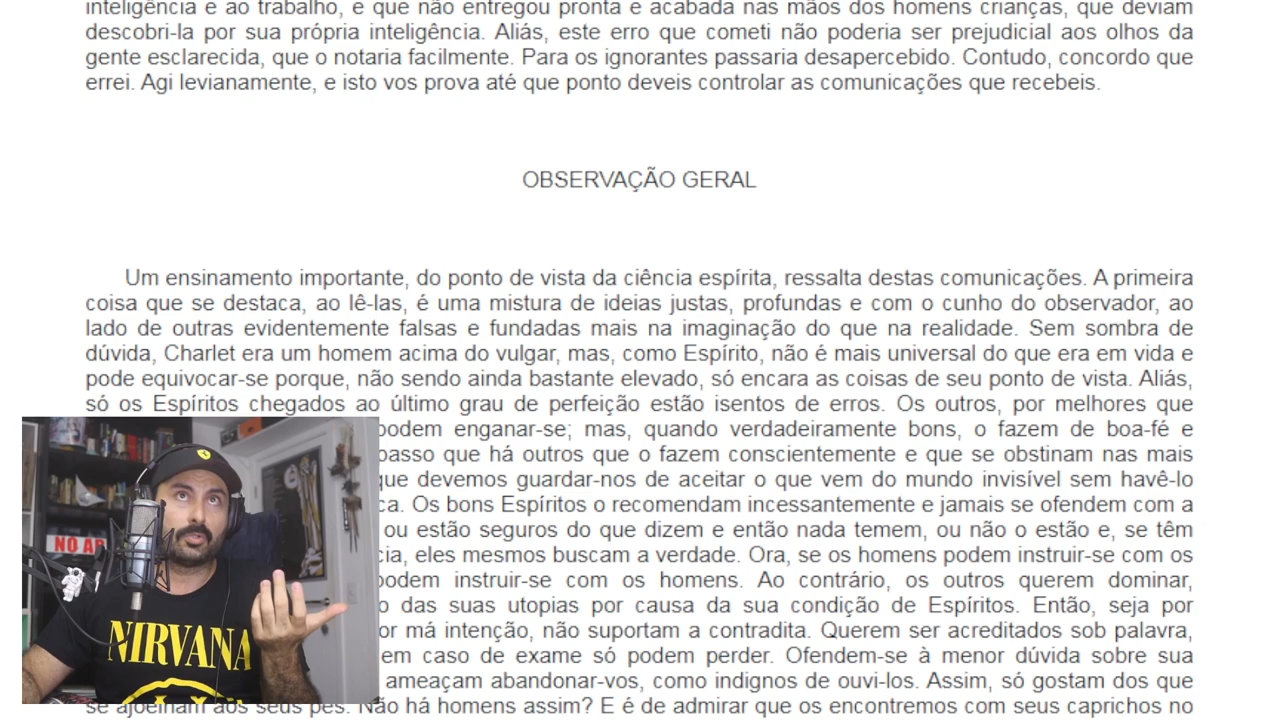 inteligência e ao trabalho, e que não entregou pronta e acabada nas mãos dos homens crianças, que deviam
descobri-la por sua própria inteligência. Aliás, este erro que cometi não poderia ser prejudicial aos olhos da
gente esclarecida, que o notaria facilmente. Para os ignorantes passaria desapercebido. Contudo, concordo que
errei. Agi levianamente, e isto vos prova até que ponto deveis controlar as comunicações que recebeis.
OBSERVAÇÃO GERAL
Um ensinamento importante, do ponto de vista da ciência espírita, ressalta destas comunicações. A primeira
coisa que se destaca, ao lê-las, é uma mistura de ideias justas, profundas e com o cunho do observador, ao
lado de outras evidentemente falsas e fundadas mais na imaginação do que na realidade. Sem sombra de
dúvida, Charlet era um homem acima do vulgar, mas, como Espírito, não é mais universal do que era em vida e
pode equivocar-se porque, não sendo ainda bastante elevado, só encara as coisas de seu ponto de vista. Aliás,
só os Espíritos chegados ao último grau de perfeição estão isentos de erros. Os outros, por melhores que
podem enganar-se; mas, quando verdadeiramente bons, o fazem de boa-fé e
passo que há outros que o fazem conscientemente e que se obstinam nas mais
que devemos guardar-nos de aceitar o que vem do mundo invisível sem havê-lo
ca. Os bons Espíritos o recomendam incessantemente e jamais se ofendem com a
ou estão seguros do que dizem e então nada temem, ou não o estão e, se têm
cia, eles mesmos buscam a verdade. Ora, se os homens podem instruir-se com os
podem instruir-se com os homens. Ao contrário, os outros querem dominar,
o das suas utopias por causa da sua condição de Espíritos. Então, seja por
or má intenção, não suportam a contradita. Querem ser acreditados sob palavra,
em caso de exame só podem perder. Ofendem-se à menor dúvida sobre sua
ameaçam abandonar-vos, como indignos de ouvi-los. Assim, só gostam dos que
se ajoelham aos seus pés. Não há homens assim? E é de admirar que os encontremos com seus caprichos no
NO AR
NIRVANA